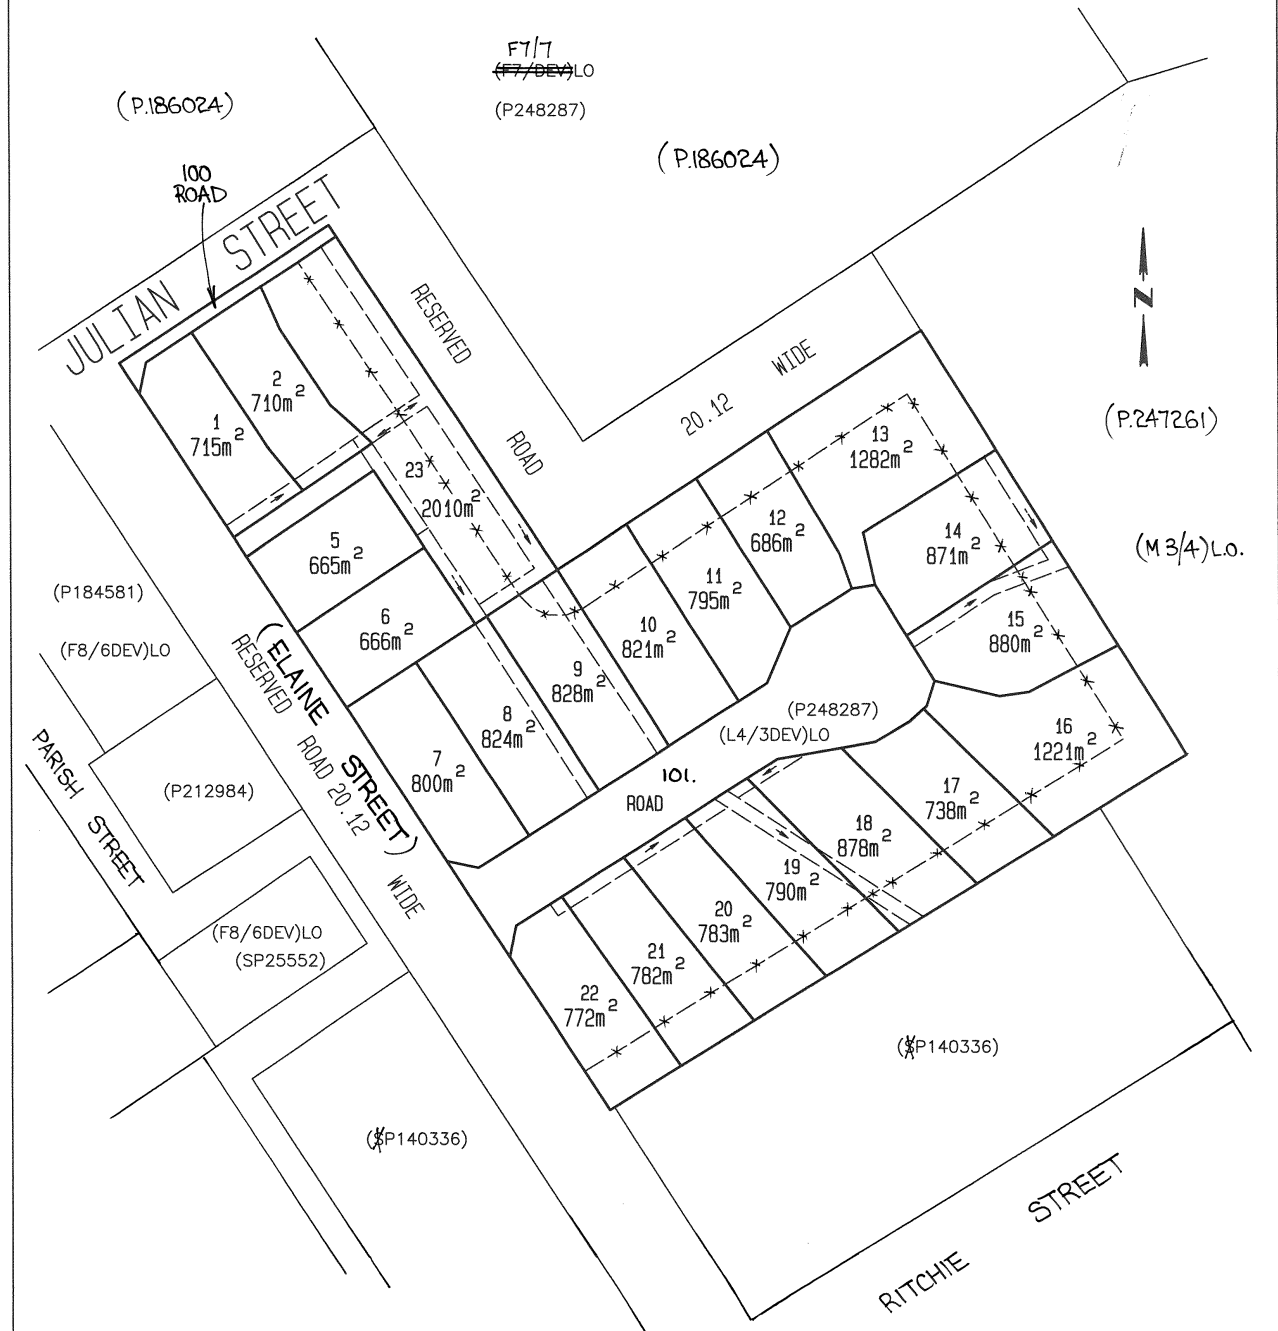 F7/7
(F7/DEV)LO
(P248287)
(P.186024)
(P.186024)
100
ROAD
JULIAN STREET
RESERVED
ROAD
20.12 WIDE
N
(P.247261)
(M3/4)L.O.
1
715m2
2
710m2
23
2010m2
5
665m2
6
666m2
7
800m2
8
824m2
9
828m2
10
821m2
11
795m2
12
686m2
13
1282m2
14
871m2
15
880m2
16
1221m2
17
738m2
18
878m2
19
790m2
20
783m2
21
782m2
22
772m2
(P248287)
(L4/3DEV)LO
101.
ROAD
(P184581)
(F8/6DEV)LO
(ELAINE STREET)
RESERVED ROAD 20.12 WIDE
PARISH STREET
(P212984)
(F8/6DEV)LO
(SP25552)
(SP140336)
(SP140336)
RITCHIE STREET